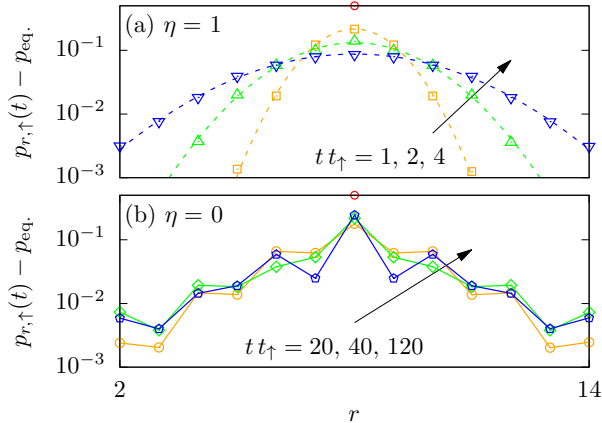 (a) η = 1
10⁻¹
10⁻²
10⁻³
p_{r,↑}(t) − p_{eq.}
t t_↑ = 1, 2, 4
(b) η = 0
10⁻¹
10⁻²
10⁻³
p_{r,↑}(t) − p_{eq.}
t t_↑ = 20, 40, 120
2
14
r